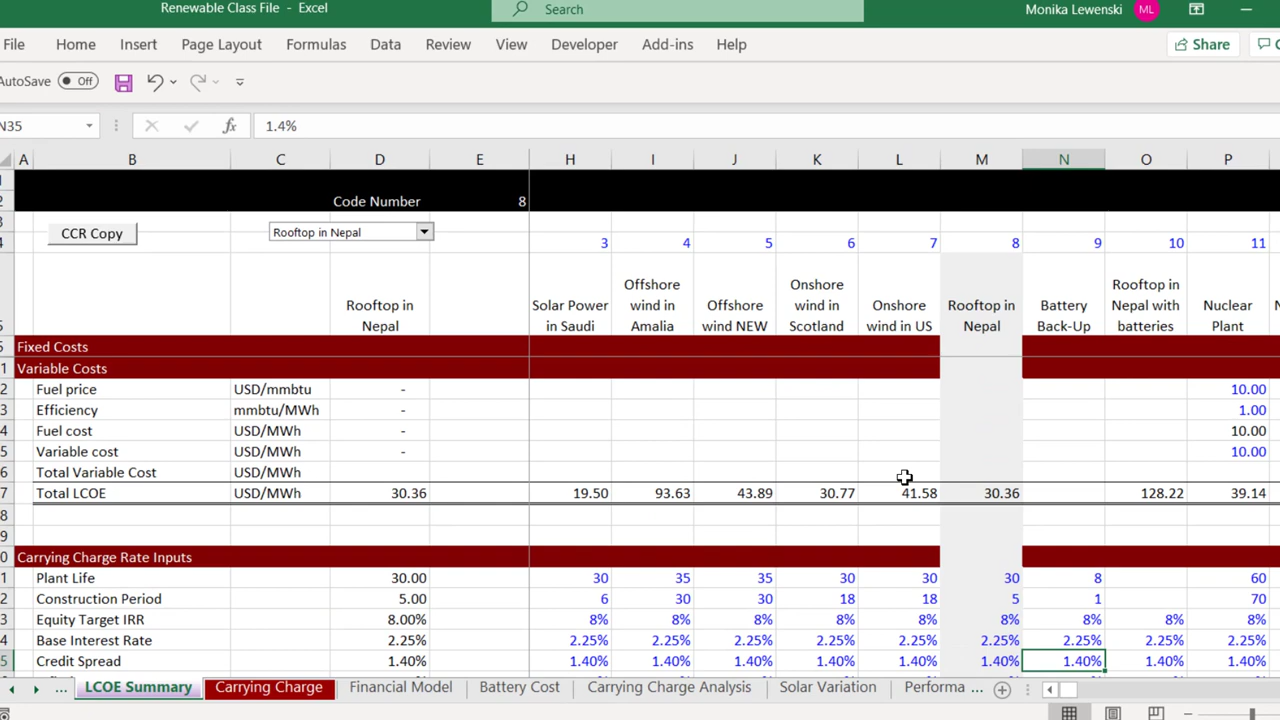 Renewable Class File - Excel
Search
Monika Lewenski
ML
File Home Insert Page Layout Formulas Data Review View Developer Add-ins Help
Share
AutoSave Off
N35
fx 1.4%
A B C D E H I J K L M N O P
Code Number 8
CCR Copy
Rooftop in Nepal
3 4 5 6 7 8 9 10 11
Rooftop in Nepal
Solar Power in Saudi
Offshore wind in Amalia
Offshore wind NEW
Onshore wind in Scotland
Onshore wind in US
Rooftop in Nepal
Battery Back-Up
Rooftop in Nepal with batteries
Nuclear Plant
Fixed Costs
Variable Costs
Fuel price USD/mmbtu - 10.00
Efficiency mmbtu/MWh - 1.00
Fuel cost USD/MWh - 10.00
Variable cost USD/MWh - 10.00
Total Variable Cost USD/MWh
Total LCOE USD/MWh 30.36 19.50 93.63 43.89 30.77 41.58 30.36 128.22 39.14
Carrying Charge Rate Inputs
Plant Life 30.00 30 35 35 30 30 30 8 60
Construction Period 5.00 6 30 30 18 18 5 1 70
Equity Target IRR 8.00% 8% 8% 8% 8% 8% 8% 8% 8% 8%
Base Interest Rate 2.25% 2.25% 2.25% 2.25% 2.25% 2.25% 2.25% 2.25% 2.25% 2.25%
Credit Spread 1.40% 1.40% 1.40% 1.40% 1.40% 1.40% 1.40% 1.40% 1.40% 1.40%
... LCOE Summary Carrying Charge Financial Model Battery Cost Carrying Charge Analysis Solar Variation Performa ...